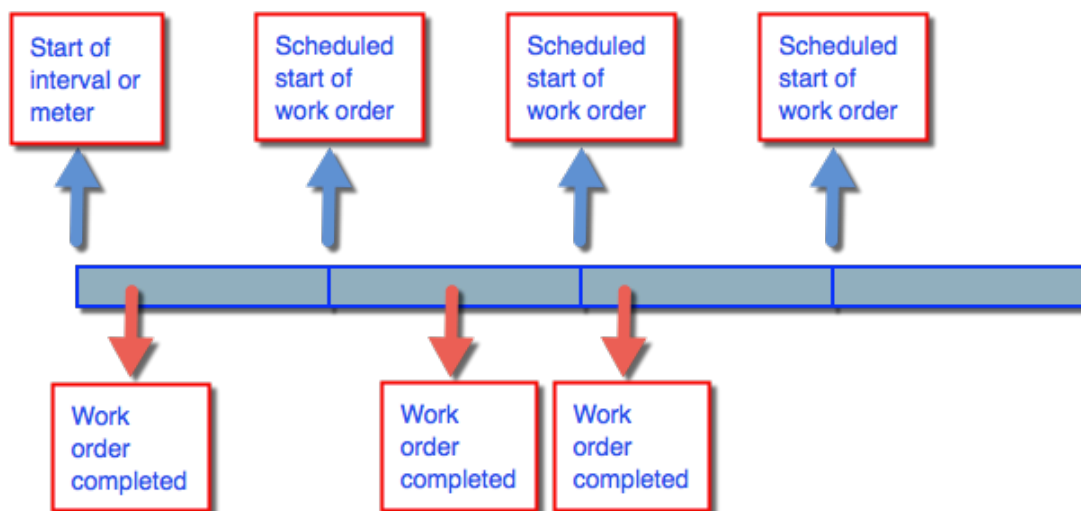 Start of
interval or
meter
Scheduled
start of
work order
Scheduled
start of
work order
Scheduled
start of
work order
Work
order
completed
Work
order
completed
Work
order
completed